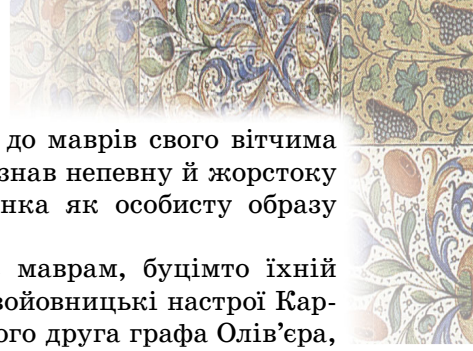 до маврів свого вітчима
знав непевну й жорстоку
нка як особисту образу
маврам, буцімто їхній
войовницькі настрої Кар-
ого друга графа Олів’єра,